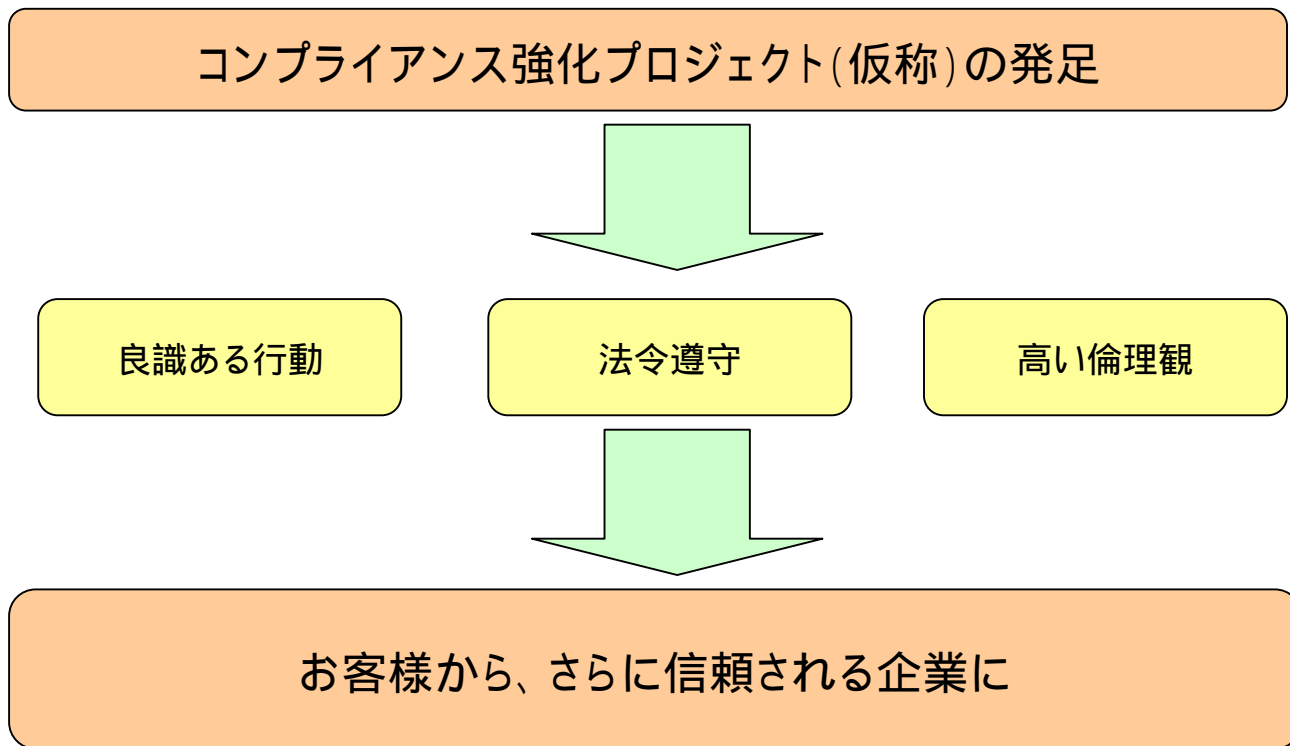 コンプライアンス強化プロジェクト(仮称)の発足
良識ある行動
法令遵守
高い倫理観
お客様から、さらに信頼される企業に